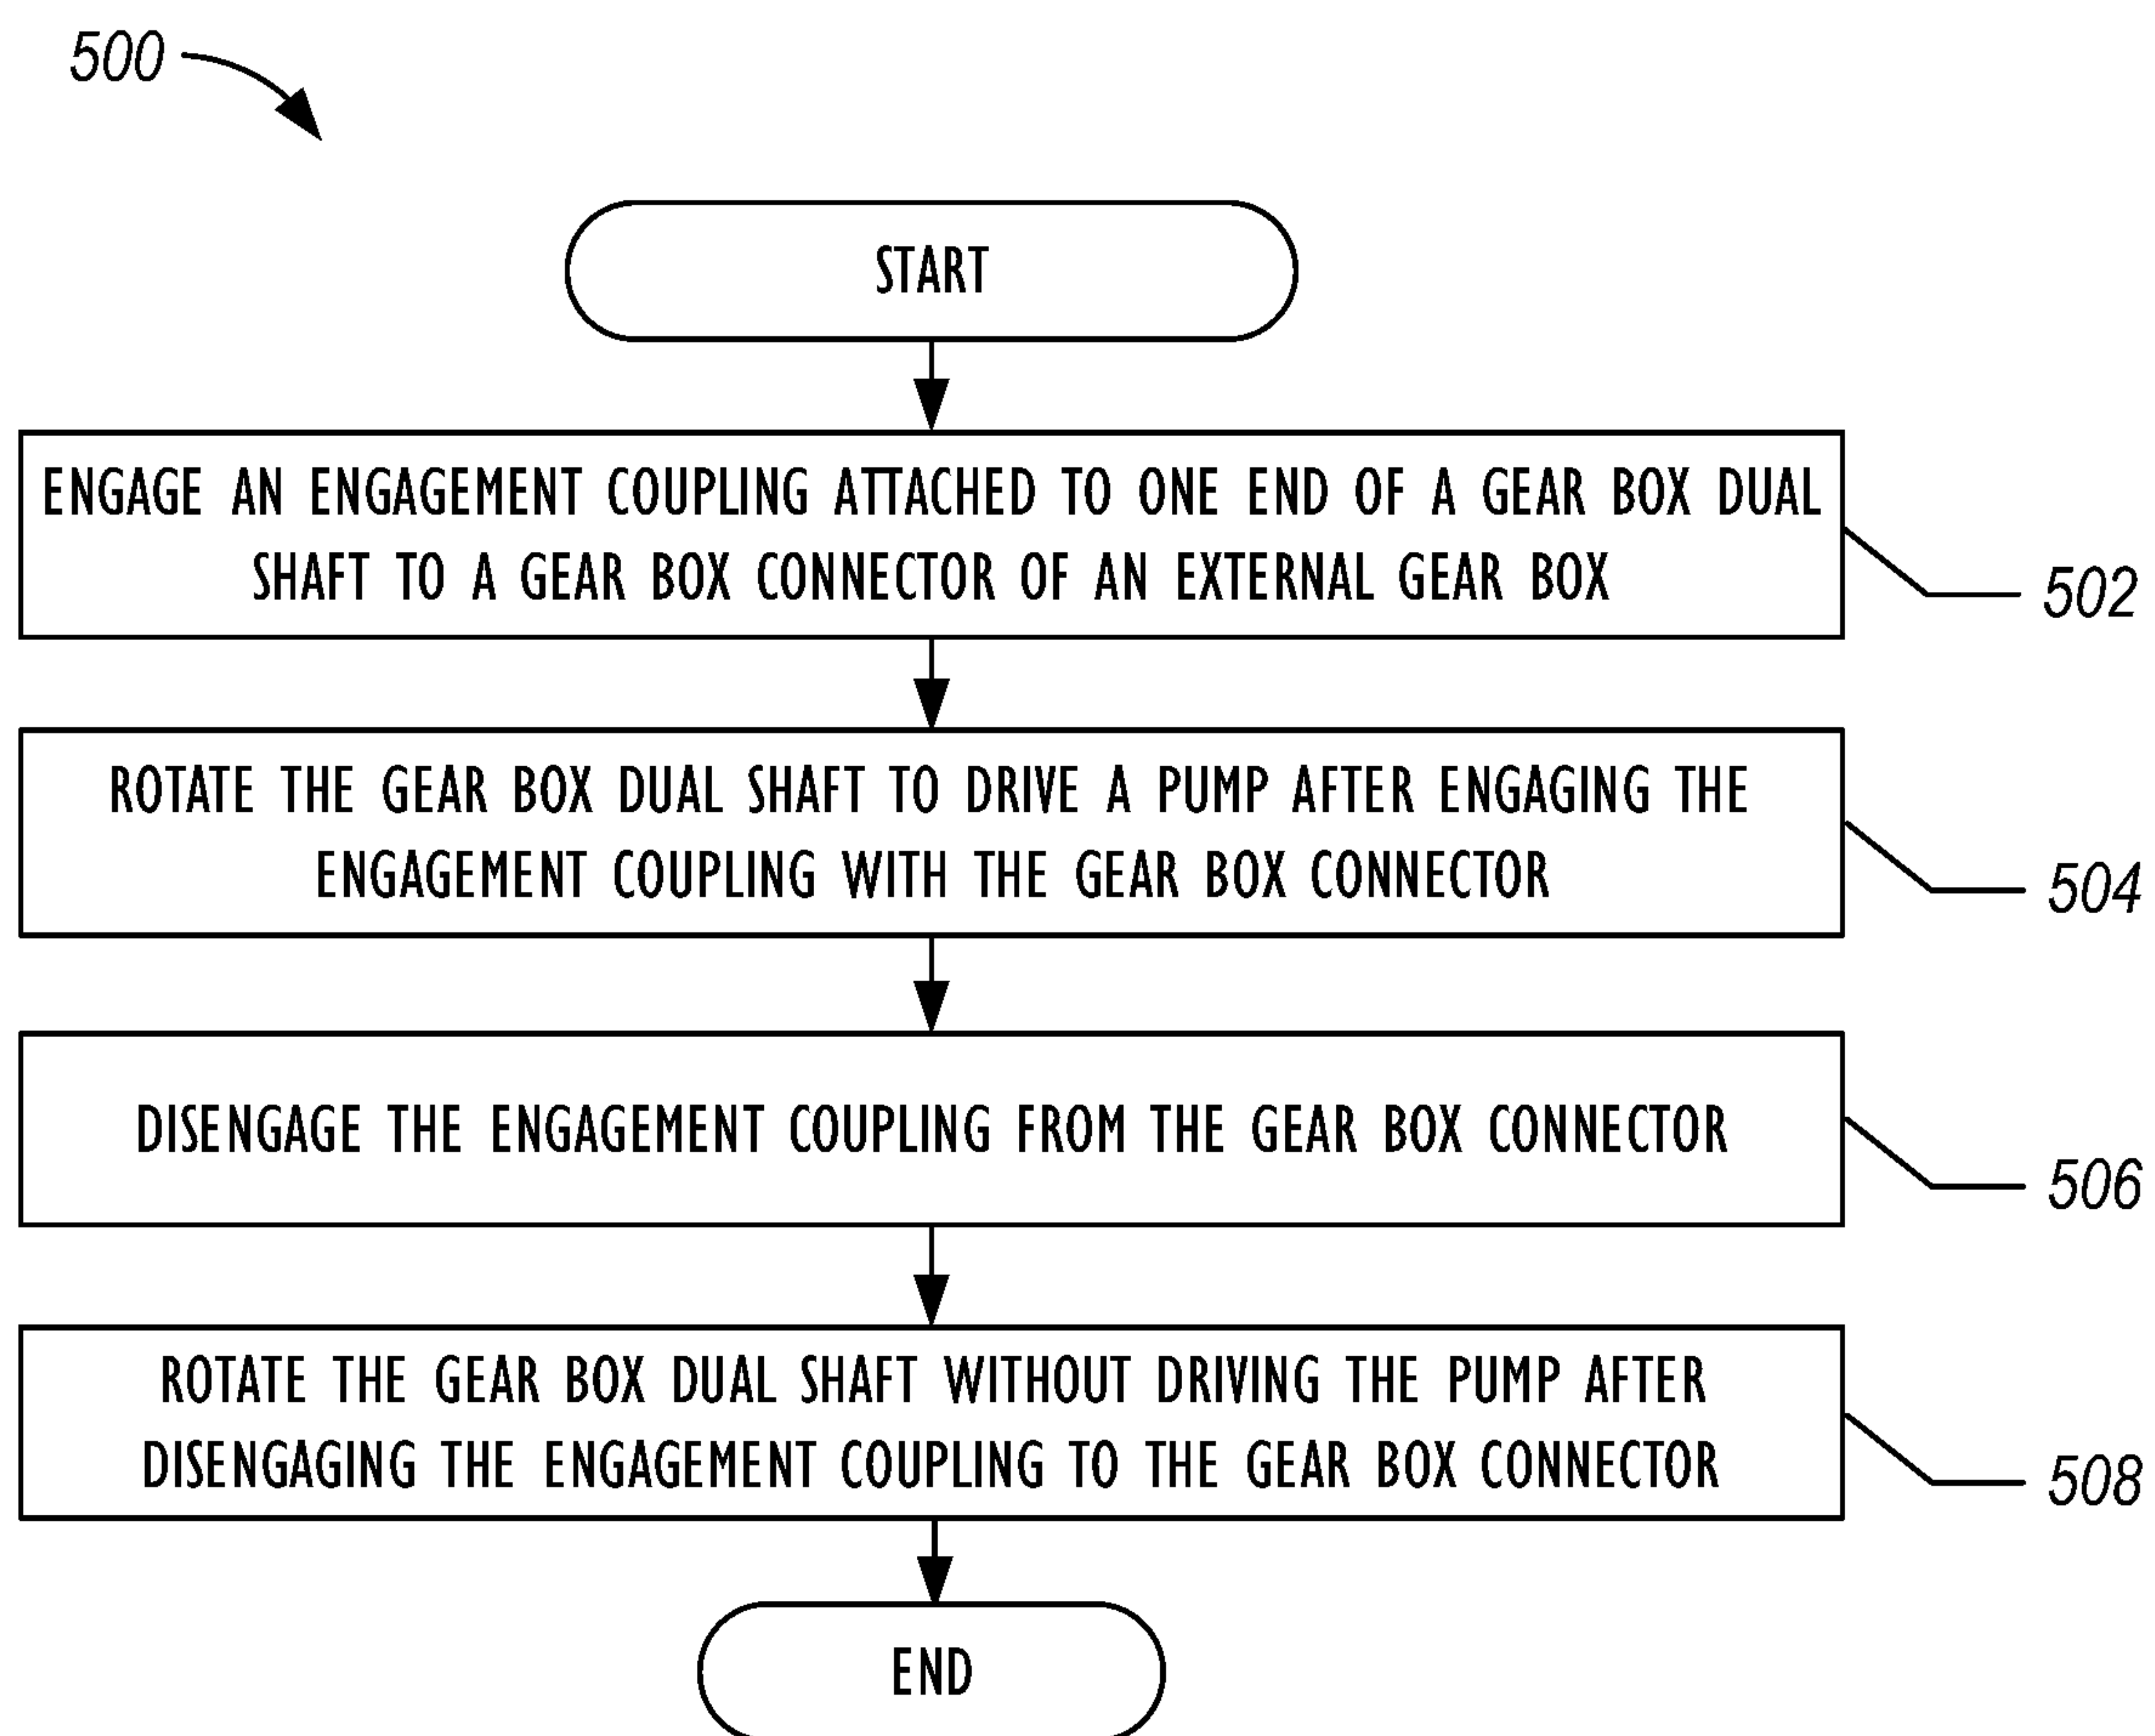 500
START
ENGAGE AN ENGAGEMENT COUPLING ATTACHED TO ONE END OF A GEAR BOX DUAL
SHAFT TO A GEAR BOX CONNECTOR OF AN EXTERNAL GEAR BOX
502
ROTATE THE GEAR BOX DUAL SHAFT TO DRIVE A PUMP AFTER ENGAGING THE
ENGAGEMENT COUPLING WITH THE GEAR BOX CONNECTOR
504
DISENGAGE THE ENGAGEMENT COUPLING FROM THE GEAR BOX CONNECTOR
506
ROTATE THE GEAR BOX DUAL SHAFT WITHOUT DRIVING THE PUMP AFTER
DISENGAGING THE ENGAGEMENT COUPLING TO THE GEAR BOX CONNECTOR
508
END